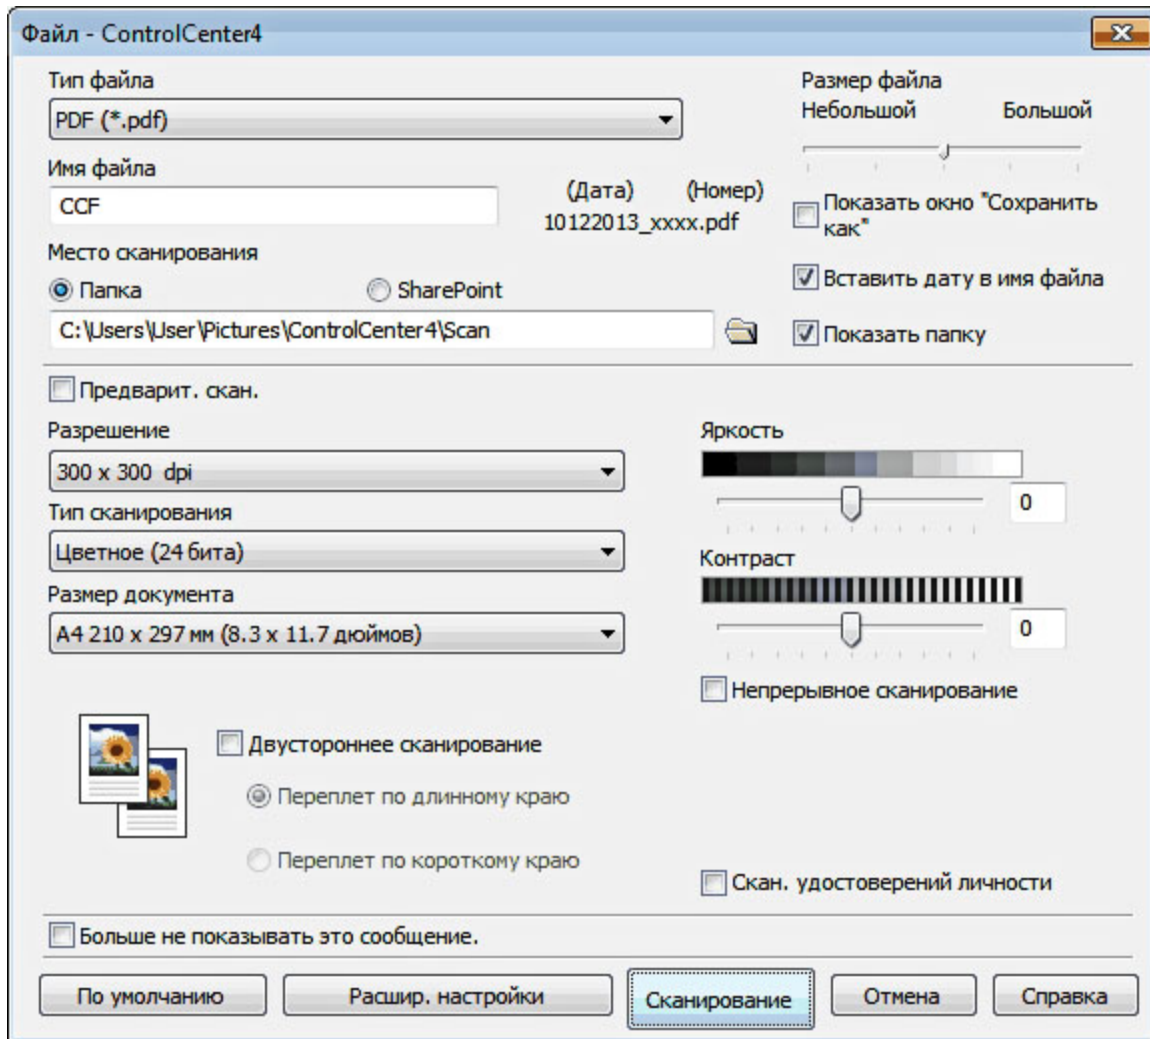 Файл - ControlCenter4
Тип файла
PDF (*.pdf)
Имя файла
CCF
(Дата) (Номер)
10122013_xxxx.pdf
Место сканирования
Папка
SharePoint
C:\Users\User\Pictures\ControlCenter4\Scan
Размер файла
Небольшой Большой
Показать окно "Сохранить
как"
Вставить дату в имя файла
Показать папку
Предварит. скан.
Разрешение
300 x 300 dpi
Тип сканирования
Цветное (24 бита)
Размер документа
A4 210 x 297 мм (8.3 x 11.7 дюймов)
Яркость
0
Контраст
0
Непрерывное сканирование
Двустороннее сканирование
Переплет по длинному краю
Переплет по короткому краю
Скан. удостоверений личности
Больше не показывать это сообщение.
По умолчанию
Расшир. настройки
Сканирование
Отмена
Справка